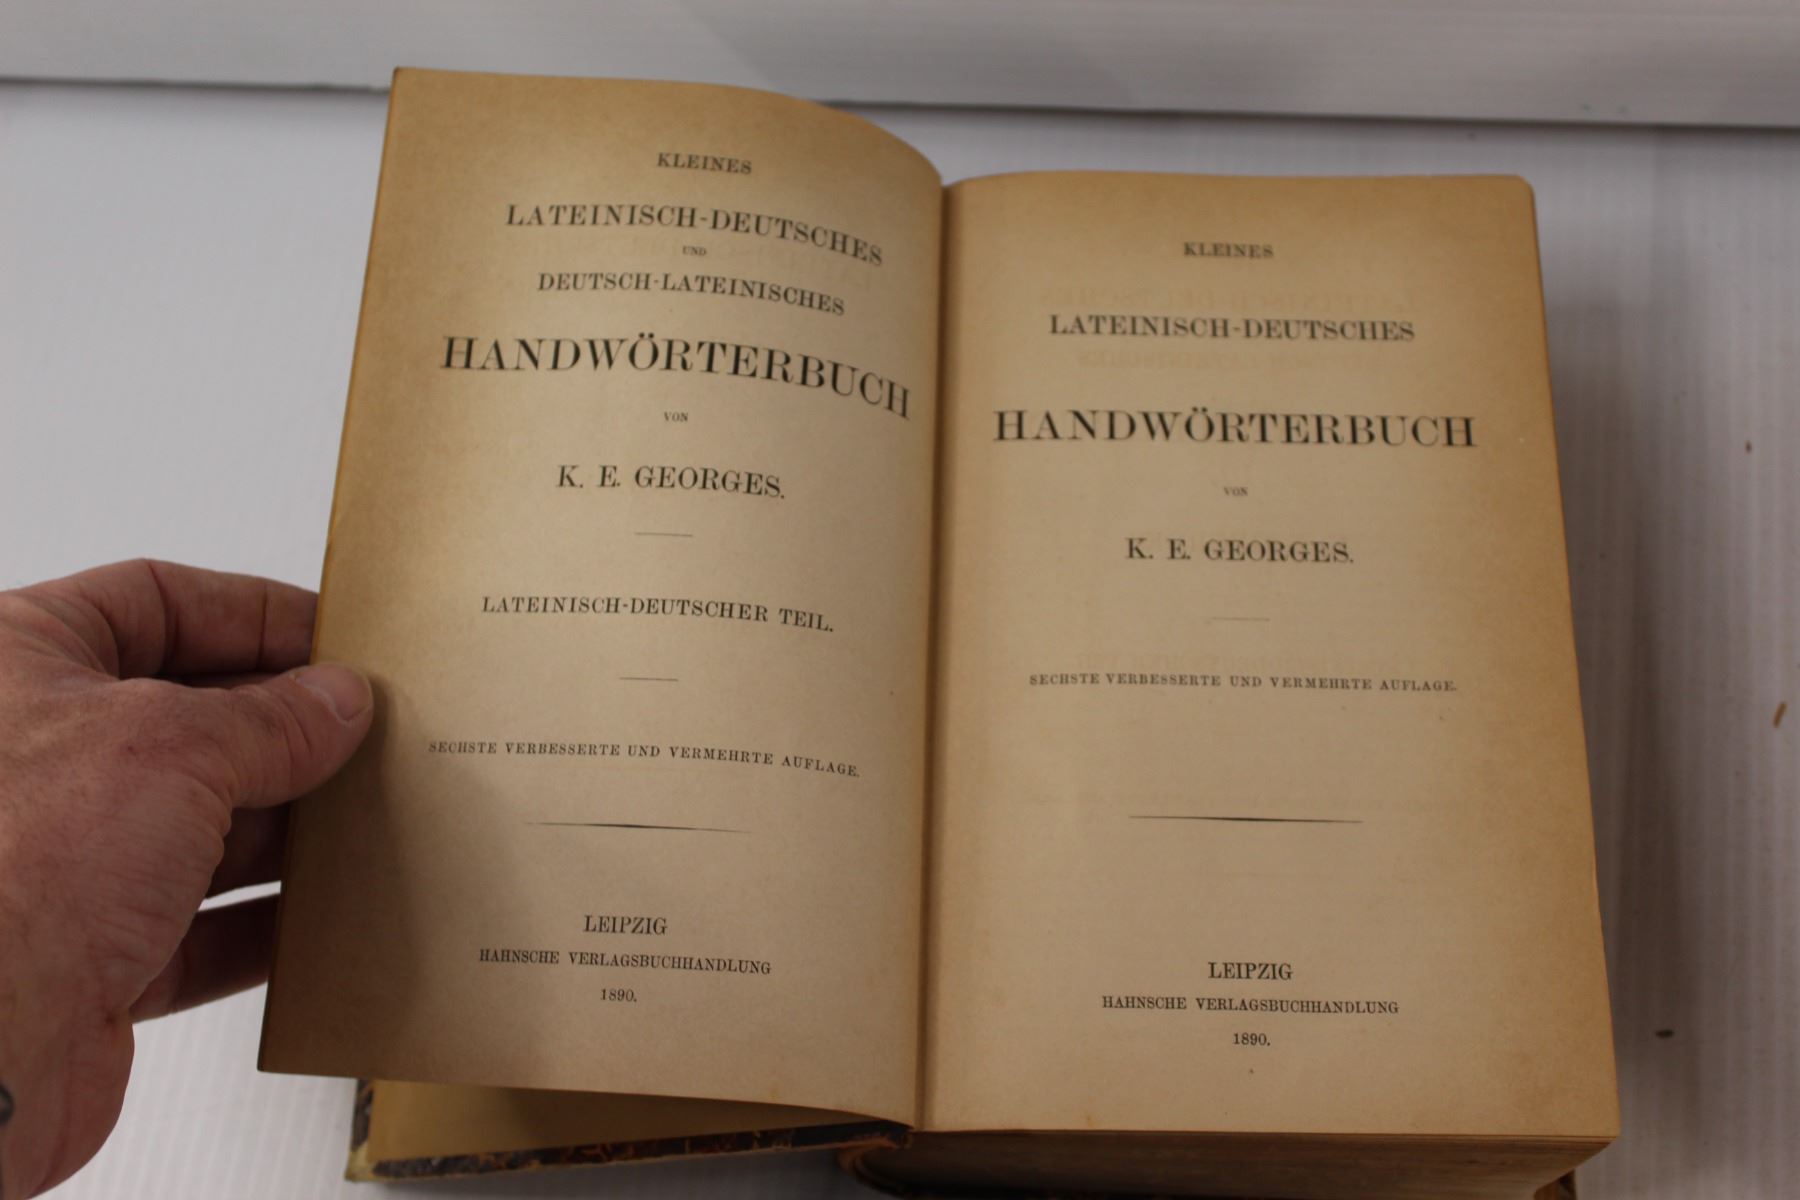 KLEINES
LATEINISCH-DEUTSCHES
UND
DEUTSCH-LATEINISCHES
HANDWÖRTERBUCH
VON
K. E. GEORGES.
LATEINISCH-DEUTSCHER TEIL.
SECHSTE VERBESSERTE UND VERMEHRTE AUFLAGE.
LEIPZIG
HAHNSCHE VERLAGSBUCHHANDLUNG
1890.
KLEINES
LATEINISCH-DEUTSCHES
HANDWÖRTERBUCH
VON
K. E. GEORGES.
SECHSTE VERBESSERTE UND VERMEHRTE AUFLAGE.
LEIPZIG
HAHNSCHE VERLAGSBUCHHANDLUNG
1890.